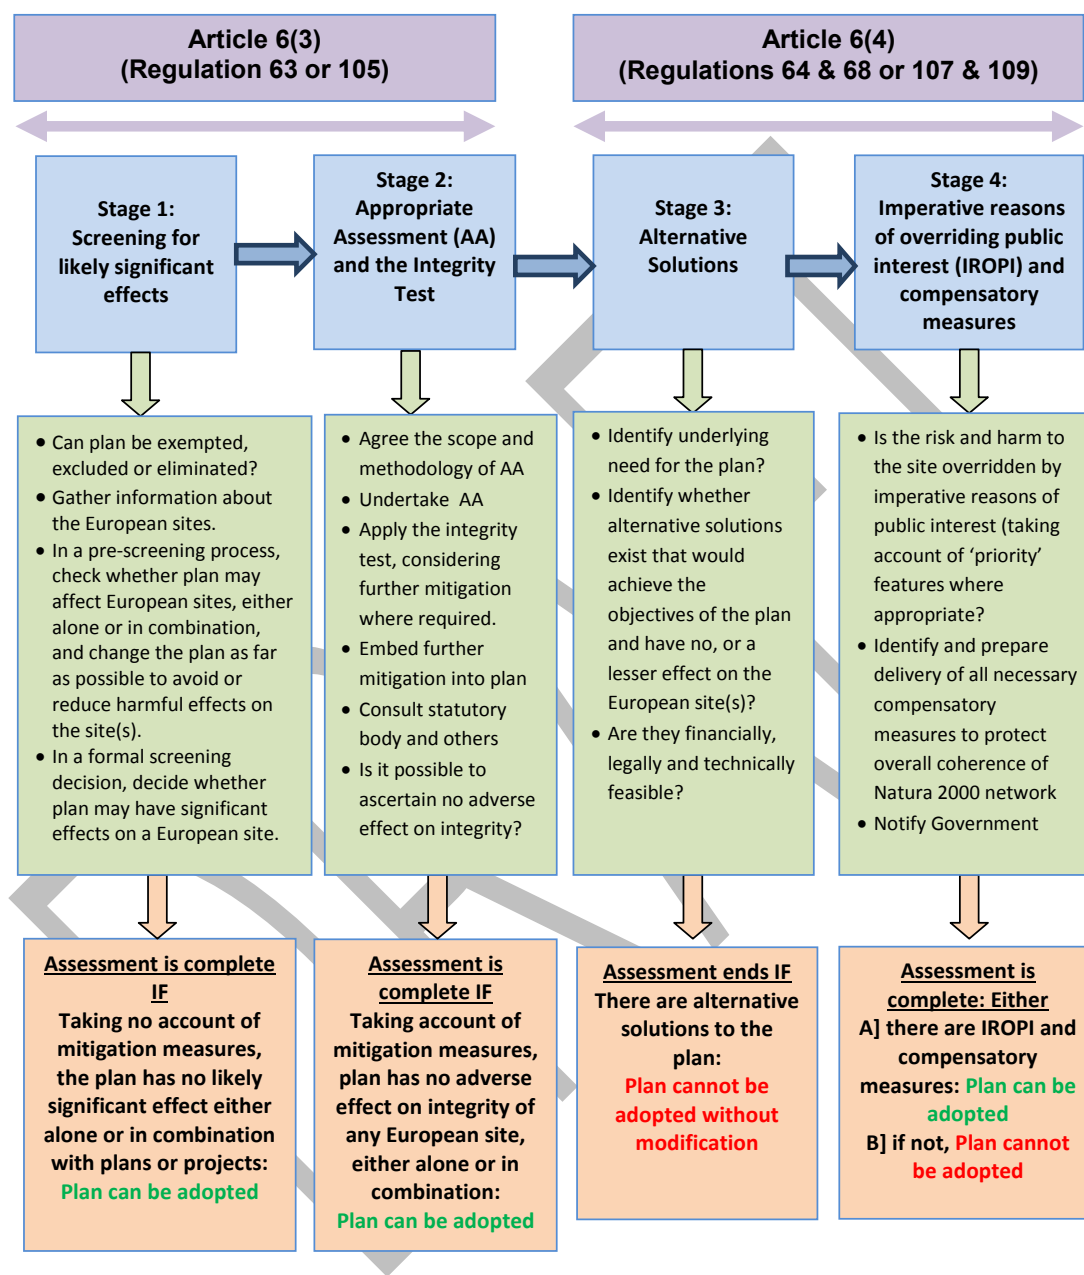 Article 6(3)
(Regulation 63 or 105)
Article 6(4)
(Regulations 64 & 68 or 107 & 109)
Stage 1:
Screening for
likely significant
effects
Stage 2:
Appropriate
Assessment (AA)
and the Integrity
Test
Stage 3:
Alternative
Solutions
Stage 4:
Imperative reasons
of overriding public
interest (IROPI) and
compensatory
measures
• Can plan be exempted,
excluded or eliminated?
• Gather information about
the European sites.
• In a pre-screening process,
check whether plan may
affect European sites, either
alone or in combination,
and change the plan as far
as possible to avoid or
reduce harmful effects on
the site(s).
• In a formal screening
decision, decide whether
plan may have significant
effects on a European site.
• Agree the scope and
methodology of AA
• Undertake AA
• Apply the integrity
test, considering
further mitigation
where required.
• Embed further
mitigation into plan
• Consult statutory
body and others
• Is it possible to
ascertain no adverse
effect on integrity?
• Identify underlying
need for the plan?
• Identify whether
alternative solutions
exist that would
achieve the
objectives of the plan
and have no, or a
lesser effect on the
European site(s)?
• Are they financially,
legally and technically
feasible?
• Is the risk and harm to
the site overridden by
imperative reasons of
public interest (taking
account of ‘priority’
features where
appropriate?
• Identify and prepare
delivery of all necessary
compensatory
measures to protect
overall coherence of
Natura 2000 network
• Notify Government
Assessment is complete
IF
Taking no account of
mitigation measures,
the plan has no likely
significant effect either
alone or in combination
with plans or projects:
Plan can be adopted
Assessment is
complete IF
Taking account of
mitigation measures,
plan has no adverse
effect on integrity of
any European site,
either alone or in
combination:
Plan can be adopted
Assessment ends IF
There are alternative
solutions to the
plan:
Plan cannot be
adopted without
modification
Assessment is
complete: Either
A] there are IROPI and
compensatory
measures: Plan can be
adopted
B] if not, Plan cannot
be adopted